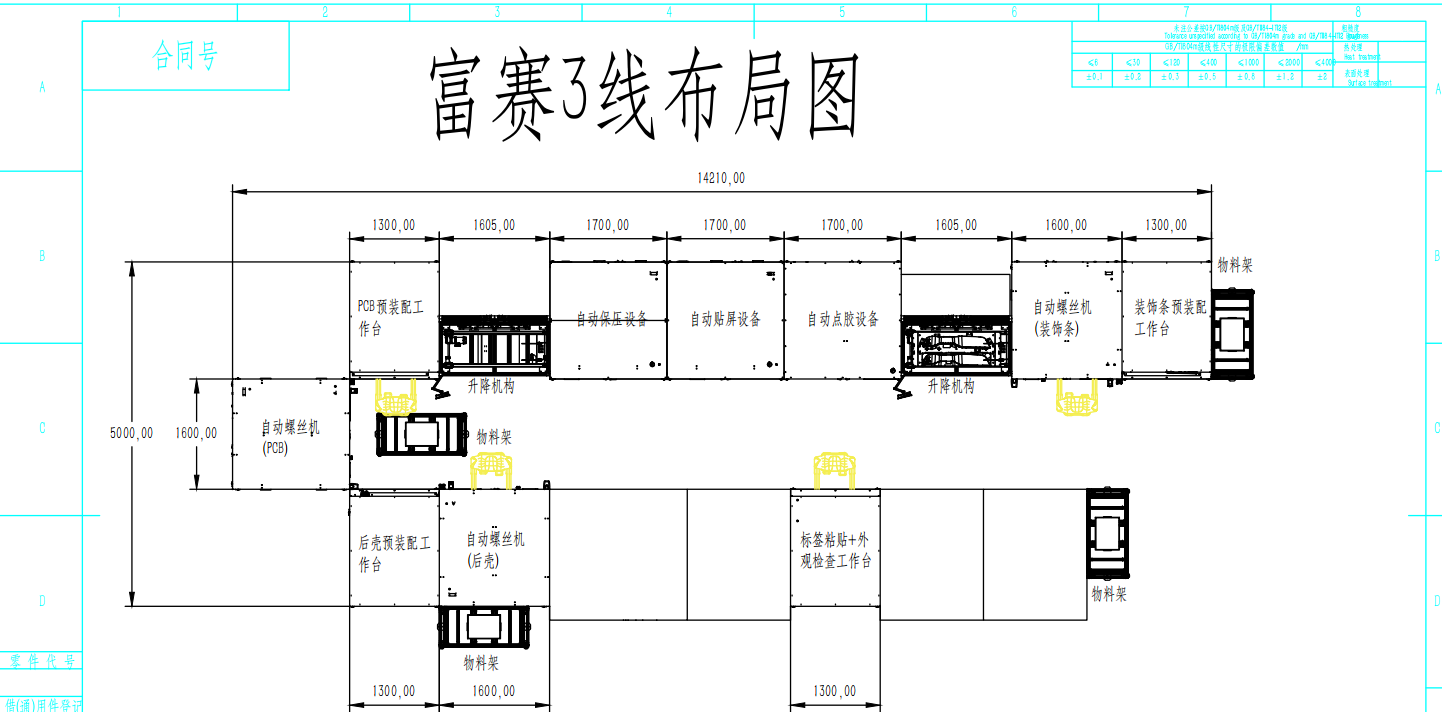 1 2 3 4 5 6 7 8
合同号
富赛3线布局图
未注公差按GB/T1804m级和GB/T1184-H12级
粗糙度
Tolerance unspecified according to GB/T1804m grade and GB/T1184-H12
Roughness
GB/T1804m级线性尺寸的极限偏差数值 /mm
热处理
Heat treatment
≤6 ≤30 ≤120 ≤400 ≤1000 ≤2000 ≤4000
±0.1 ±0.2 ±0.3 ±0.5 ±0.8 ±1.2 ±2
表面处理
Surface treatment
A A
14210,00
1300,00 1605,00 1700,00 1700,00 1700,00 1605,00 1600,00 1300,00
B B
物料架
PCB预装配工
作台
自动保压设备
自动贴屏设备
自动点胶设备
自动螺丝机
(装饰条)
装饰条预装配
工作台
升降机构
升降机构
C C
5000,00
1600,00
自动螺丝机
(PCB)
物料架
后壳预装配工
作台
自动螺丝机
(后壳)
标签粘贴+外
观检查工作台
物料架
D D
物料架
零件代号
1300,00 1600,00 1300,00
借(通)用件登记